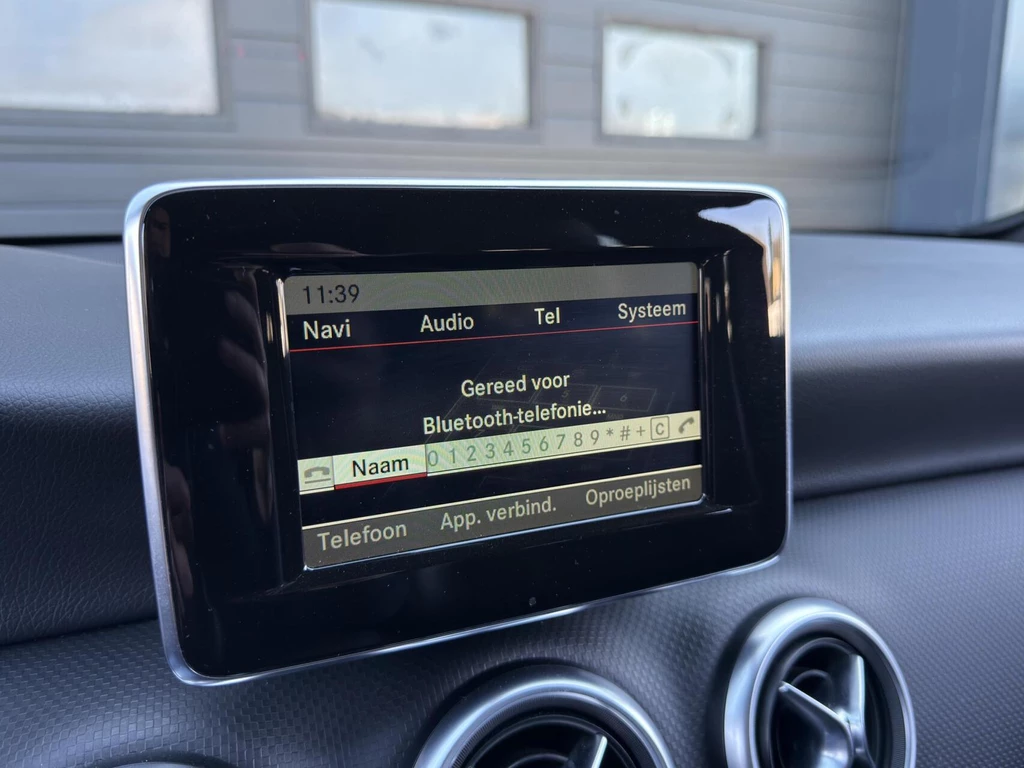 11:39
Navi Audio Tel Systeem
Gereed voor
Bluetooth-telefonie...
Naam 0 1 2 3 4 5 6 7 8 9 * # + C
Telefoon App. verbind. Oproeplijsten